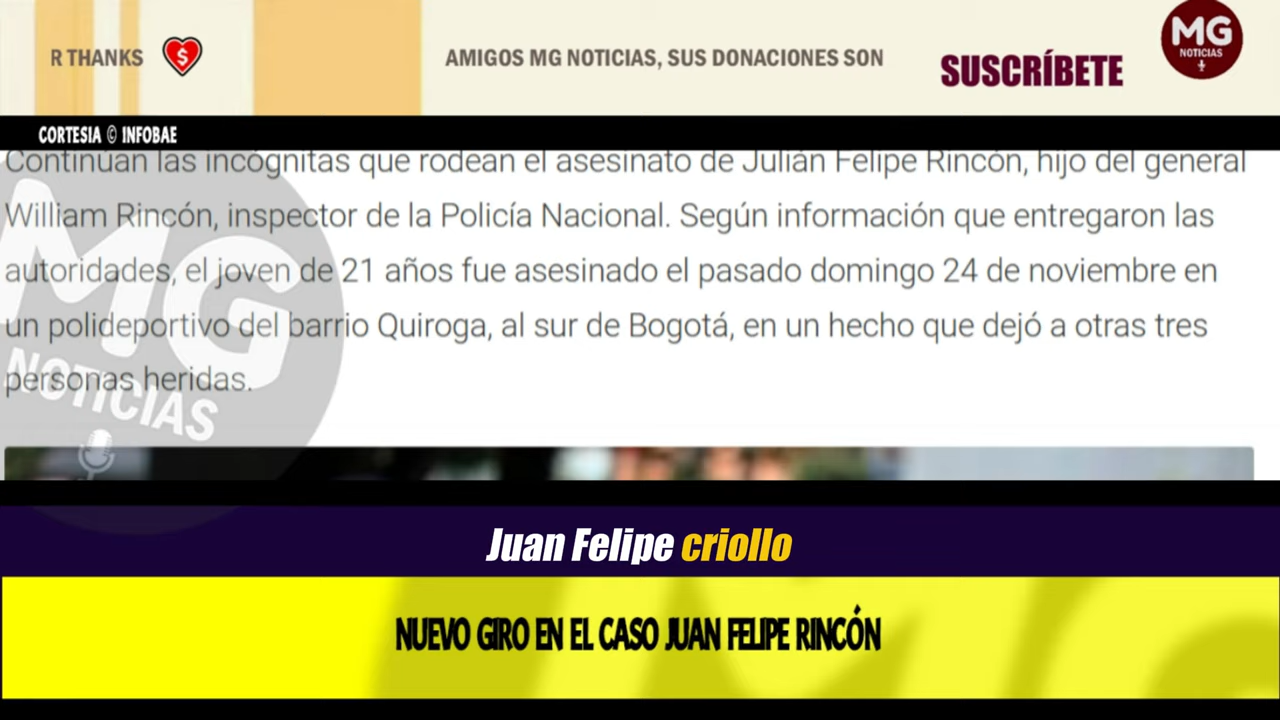 R THANKS
AMIGOS MG NOTICIAS, SUS DONACIONES SON
SUSCRÍBETE
MG
NOTICIAS
CORTESIA © INFOBAE
Continúan las incógnitas que rodean el asesinato de Julián Felipe Rincón, hijo del general
William Rincón, inspector de la Policía Nacional. Según información que entregaron las
autoridades, el joven de 21 años fue asesinado el pasado domingo 24 de noviembre en
un polideportivo del barrio Quiroga, al sur de Bogotá, en un hecho que dejó a otras tres
personas heridas.
MG
NOTICIAS
Juan Felipe criollo
NUEVO GIRO EN EL CASO JUAN FELIPE RINCÓN